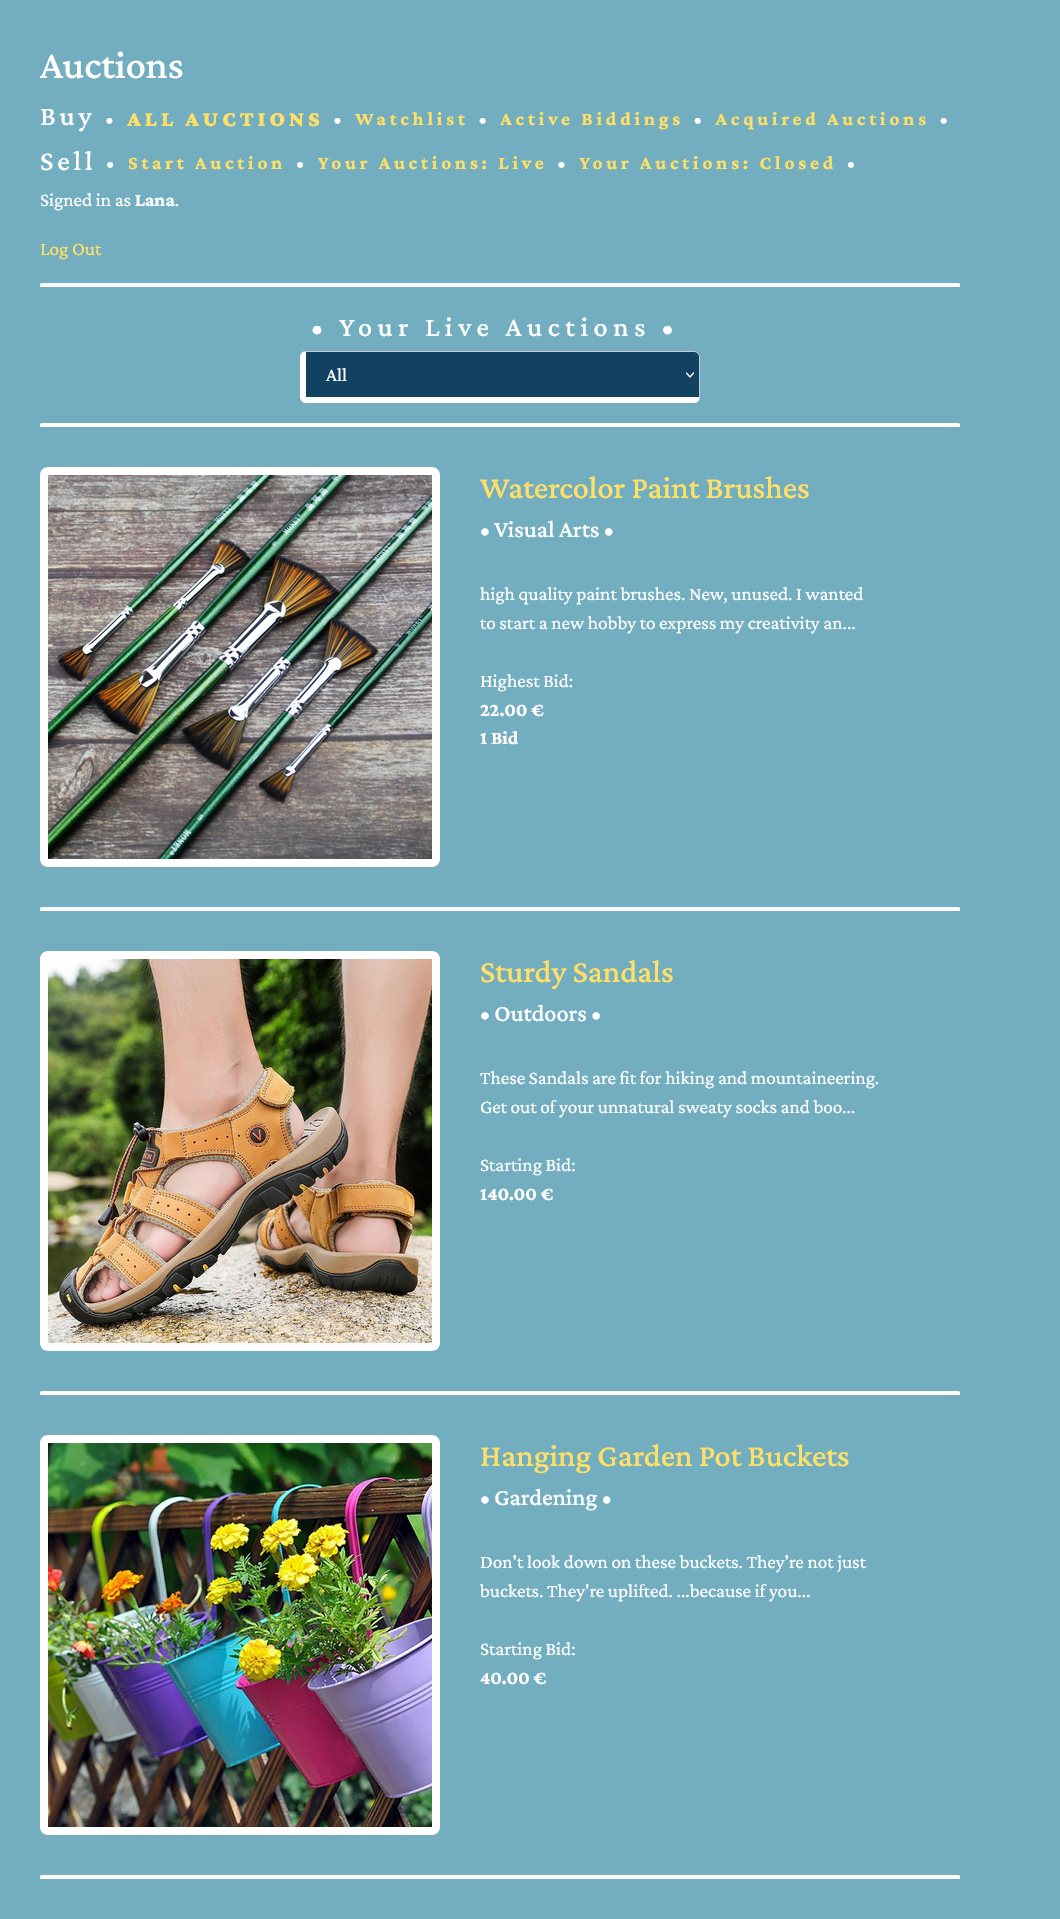 Auctions
Buy • ALL AUCTIONS • Watchlist • Active Biddings • Acquired Auctions •
Sell • Start Auction • Your Auctions: Live • Your Auctions: Closed •
Signed in as Lana.
Log Out
• Your Live Auctions •
All
Watercolor Paint Brushes
• Visual Arts •
high quality paint brushes. New, unused. I wanted
to start a new hobby to express my creativity an...
Highest Bid:
22.00 €
1 Bid
Sturdy Sandals
• Outdoors •
These Sandals are fit for hiking and mountaineering.
Get out of your unnatural sweaty socks and boo...
Starting Bid:
140.00 €
Hanging Garden Pot Buckets
• Gardening •
Don't look down on these buckets. They're not just
buckets. They're uplifted. ...because if you...
Starting Bid:
40.00 €